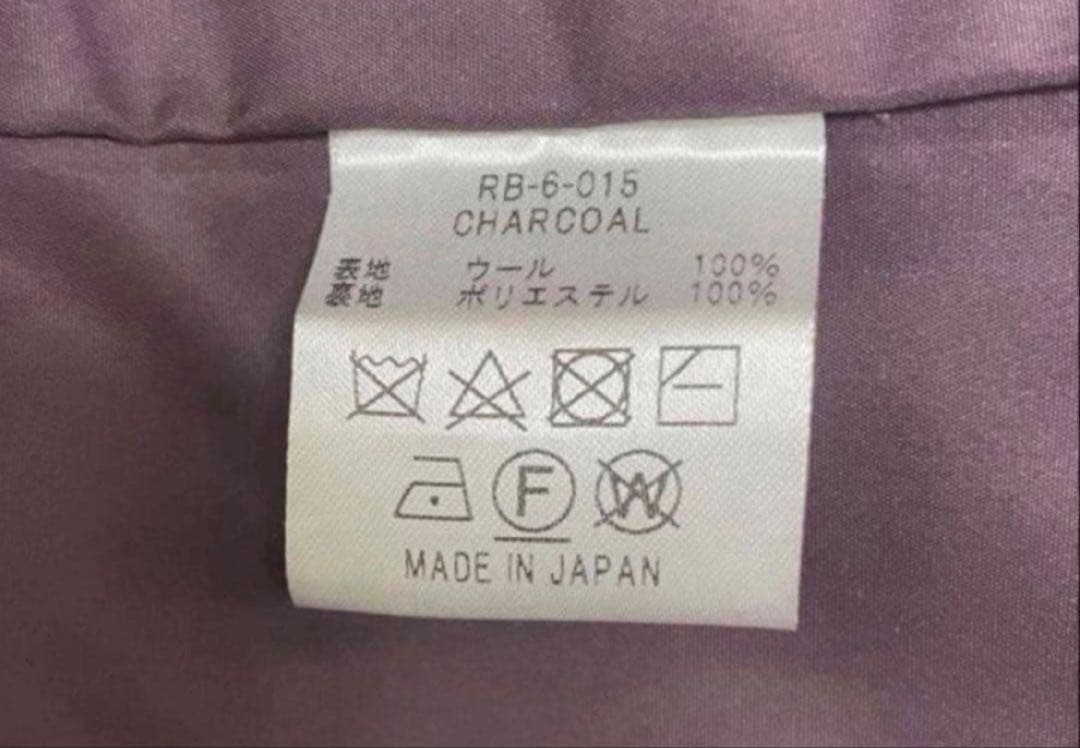 RB-6-015
CHARCOAL
表地 ウール 100%
裏地 ポリエステル 100%
F W
MADE IN JAPAN